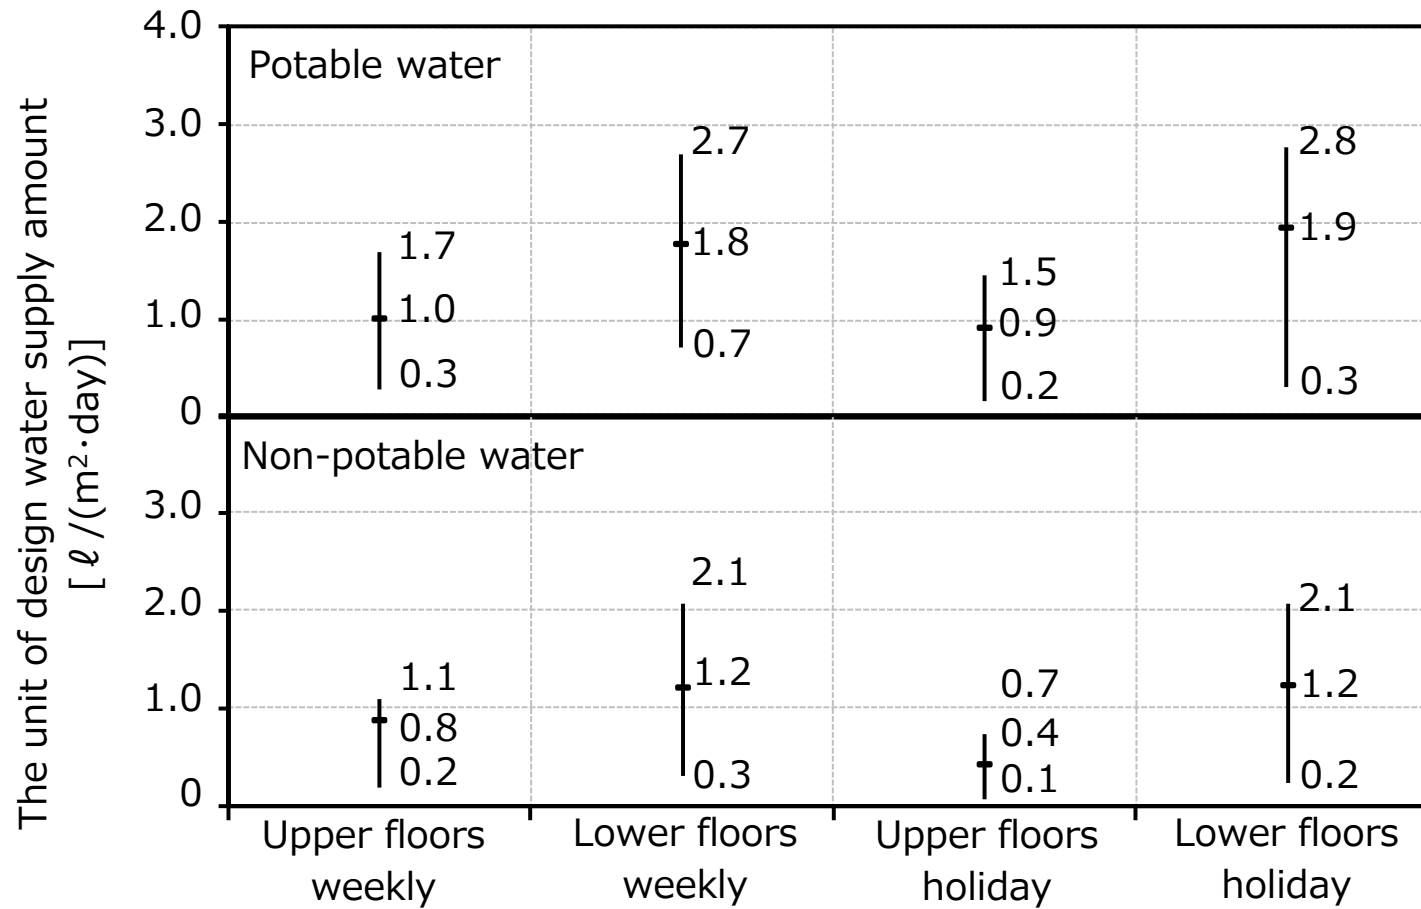 The unit of design water supply amount
[ ℓ /(m²·day)]
4.0
3.0
2.0
1.0
0
Potable water
1.7
1.0
0.3
2.7
1.8
0.7
1.5
0.9
0.2
2.8
1.9
0.3
3.0
2.0
1.0
0
Non-potable water
1.1
0.8
0.2
2.1
1.2
0.3
0.7
0.4
0.1
2.1
1.2
0.2
Upper floors
weekly
Lower floors
weekly
Upper floors
holiday
Lower floors
holiday